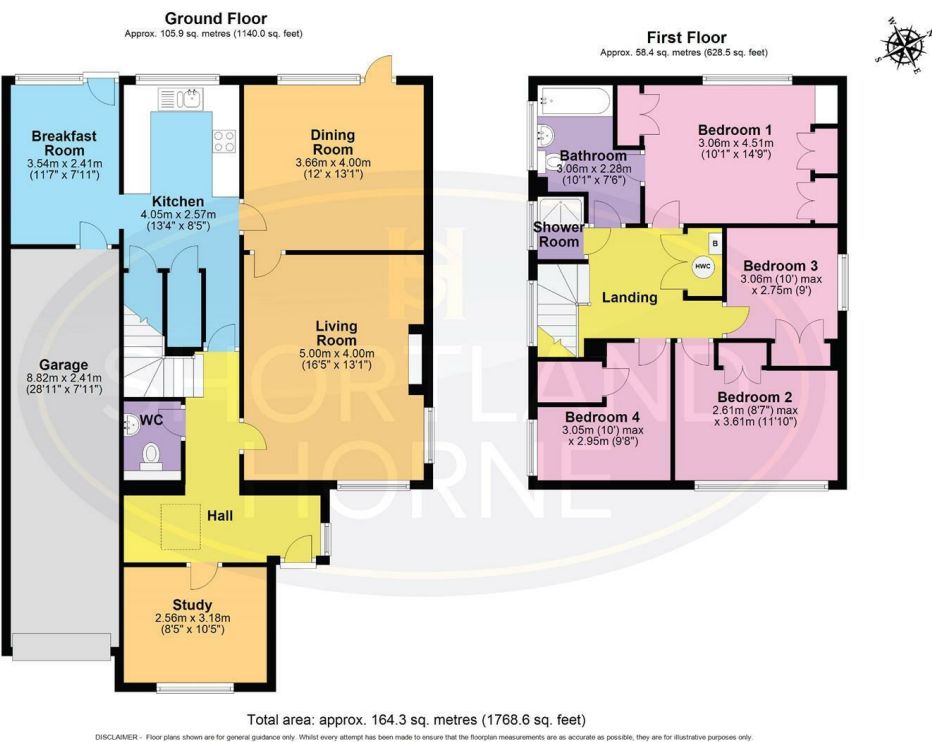 Ground Floor
Approx. 105.9 sq. metres (1140.0 sq. feet)
First Floor
Approx. 58.4 sq. metres (628.5 sq. feet)
W
N
S
E
Breakfast
Room
3.54m x 2.41m
(11'7" x 7'11")
Dining
Room
3.66m x 4.00m
(12' x 13'1")
Kitchen
4.05m x 2.57m
(13'4" x 8'5")
Living
Room
5.00m x 4.00m
(16'5" x 13'1")
Garage
8.82m x 2.41m
(28'11" x 7'11")
WC
Hall
Study
2.56m x 3.18m
(8'5" x 10'5")
Bedroom 1
3.06m x 4.51m
(10'1" x 14'9")
Bathroom
3.06m x 2.28m
(10'1" x 7'6")
Shower
Room
B
HWC
Landing
Bedroom 3
3.06m (10') max
x 2.75m (9')
Bedroom 2
2.61m (8'7") max
x 3.61m (11'10")
Bedroom 4
3.05m (10') max
x 2.95m (9'8")
SHORTLAND
HORNE
Total area: approx. 164.3 sq. metres (1768.6 sq. feet)
DISCLAIMER - Floor plans shown are for general guidance only. Whilst every attempt has been made to ensure that the floorplan measurements are as accurate as possible, they are for illustrative purposes only.